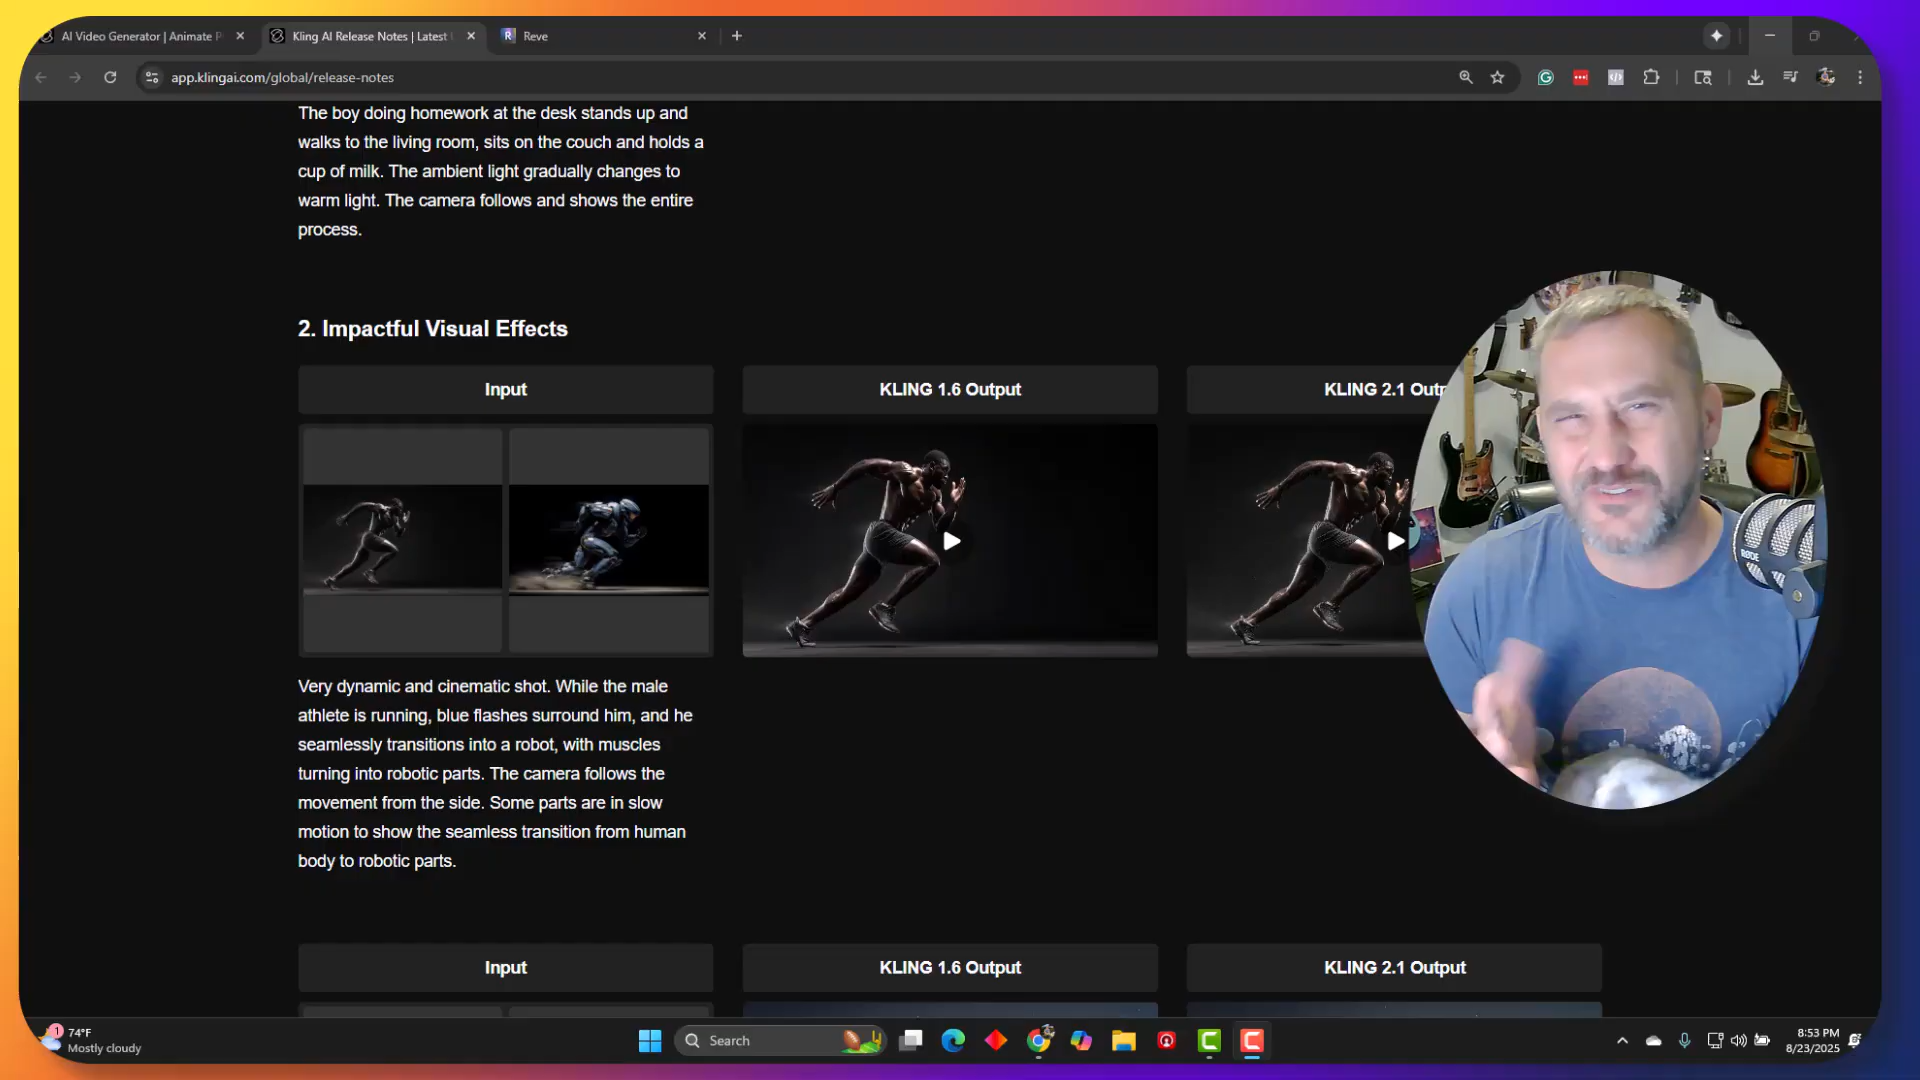 AI Video Generator | Animate P
Kling AI Release Notes | Latest
Reve
app.klingai.com/global/release-notes
The boy doing homework at the desk stands up and
walks to the living room, sits on the couch and holds a
cup of milk. The ambient light gradually changes to
warm light. The camera follows and shows the entire
process.
2. Impactful Visual Effects
Input
KLING 1.6 Output
KLING 2.1 Outp
RØDE
Very dynamic and cinematic shot. While the male
athlete is running, blue flashes surround him, and he
seamlessly transitions into a robot, with muscles
turning into robotic parts. The camera follows the
movement from the side. Some parts are in slow
motion to show the seamless transition from human
body to robotic parts.
Input
KLING 1.6 Output
KLING 2.1 Output
1
74°F
Mostly cloudy
Search
8:53 PM
8/23/2025